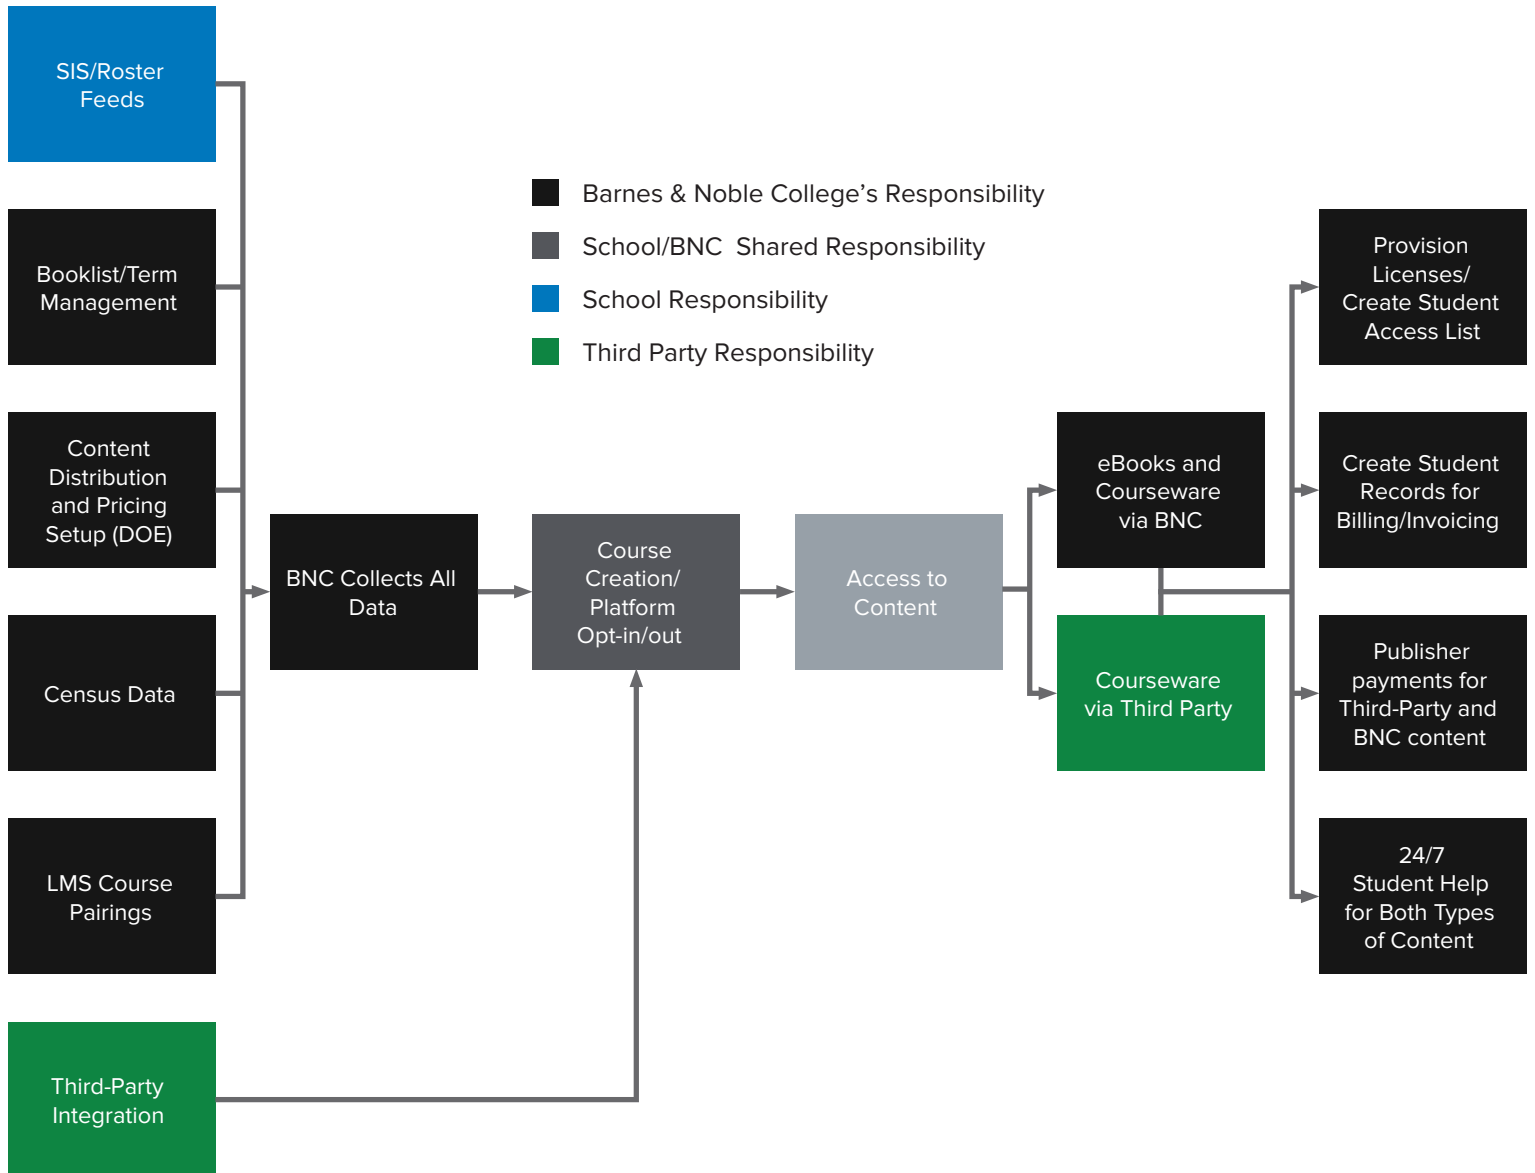 SIS/Roster
Feeds
Booklist/Term
Management
Content
Distribution
and Pricing
Setup (DOE)
Census Data
LMS Course
Pairings
Third-Party
Integration
Barnes & Noble College’s Responsibility
School/BNC  Shared Responsibility
School Responsibility
Third Party Responsibility
BNC Collects All
Data
Course
Creation/
Platform
Opt-in/out
Access to
Content
eBooks and
Courseware
via BNC
Courseware
via Third Party
Provision
Licenses/
Create Student
Access List
Create Student
Records for
Billing/Invoicing
Publisher
payments for
Third-Party and
BNC content
24/7
Student Help
for Both Types
of Content